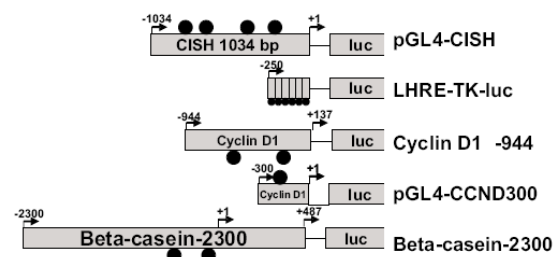 -1034 +1
CISH 1034 bp luc pGL4-CISH
-250
luc LHRE-TK-luc
-944 +137
Cyclin D1 luc Cyclin D1 -944
-300 +1
Cyclin D1 luc pGL4-CCND300
-2300 +1 +487
Beta-casein-2300 luc Beta-casein-2300